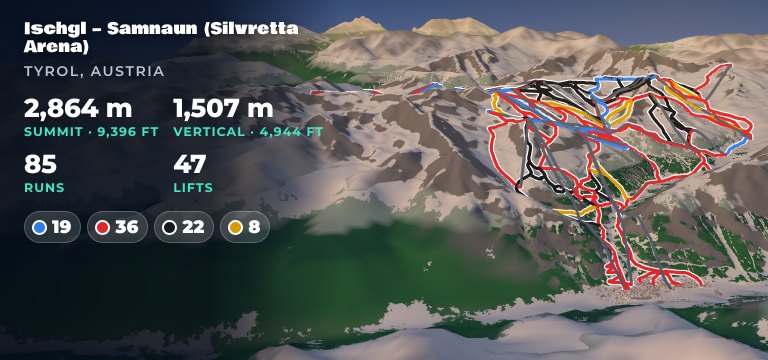 Ischgl – Samnaun (Silvretta
Arena)
TYROL, AUSTRIA
2,864 m 1,507 m
SUMMIT · 9,396 FT VERTICAL · 4,944 FT
85 47
RUNS LIFTS
19 36 22 8